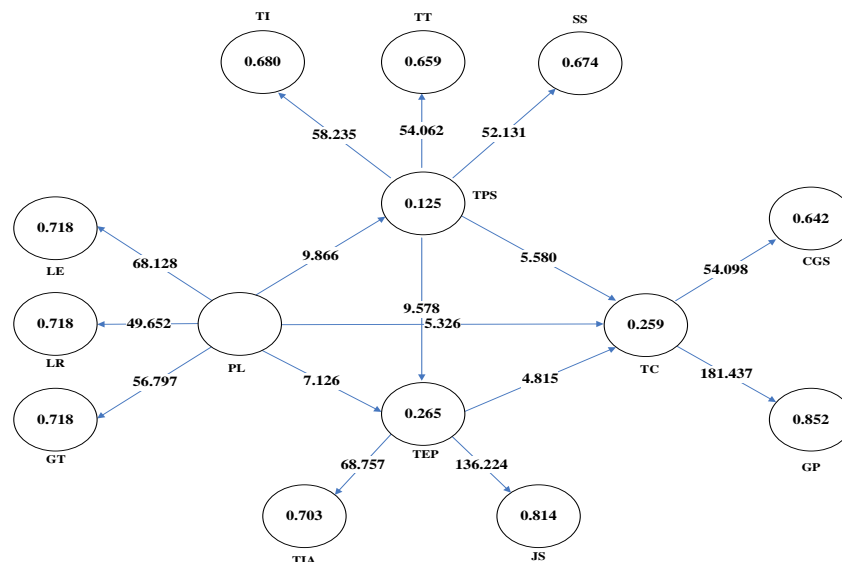 TI
TT
SS
0.680
0.659
0.674
58.235
54.062
52.131
0.125
TPS
0.718
LE
68.128
9.866
5.580
0.642
CGS
54.098
9.578
0.718
LR
49.652
PL
5.326
0.259
TC
56.797
7.126
4.815
181.437
0.718
GT
0.265
TEP
0.852
GP
68.757
136.224
0.703
TIA
0.814
JS